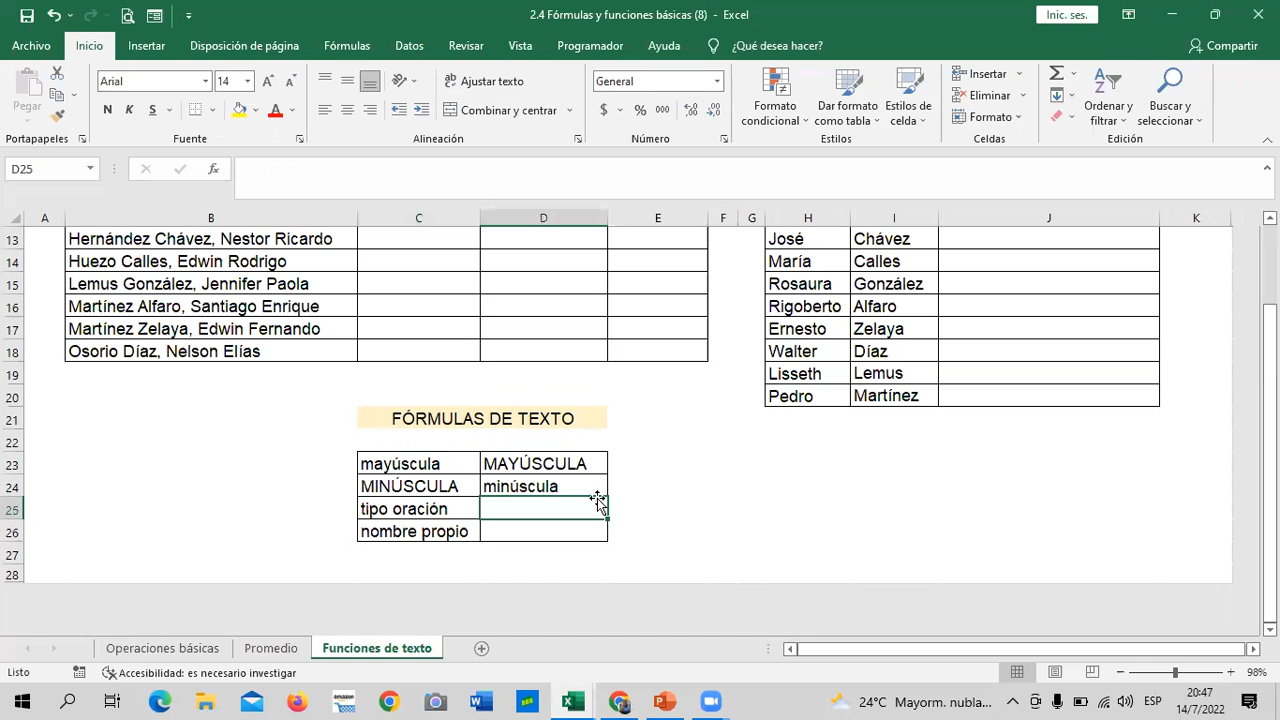 2.4 Fórmulas y funciones básicas (8) - Excel
Inic. ses.
Archivo Inicio Insertar Disposición de página Fórmulas Datos Revisar Vista Programador Ayuda ¿Qué desea hacer? Compartir
Pegar
Arial 14
N K S
Ajustar texto
Combinar y centrar
General
$ % 000
Formato condicional
Dar formato como tabla
Estilos de celda
Insertar
Eliminar
Formato
Ordenar y filtrar
Buscar y seleccionar
Portapapeles Fuente Alineación Número Estilos Celdas Edición
D25 fx
A B C D E F G H I J K
13 Hernández Chávez, Nestor Ricardo José Chávez
14 Huezo Calles, Edwin Rodrigo María Calles
15 Lemus González, Jennifer Paola Rosaura González
16 Martínez Alfaro, Santiago Enrique Rigoberto Alfaro
17 Martínez Zelaya, Edwin Fernando Ernesto Zelaya
18 Osorio Díaz, Nelson Elías Walter Díaz
19 Lisseth Lemus
20 Pedro Martínez
21 FÓRMULAS DE TEXTO
22
23 mayúscula MAYÚSCULA
24 MINÚSCULA minúscula
25 tipo oración
26 nombre propio
27
28
Operaciones básicas Promedio Funciones de texto
Listo Accesibilidad: es necesario investigar 98%
amazon
24°C Mayorm. nubla... ESP 20:47
14/7/2022